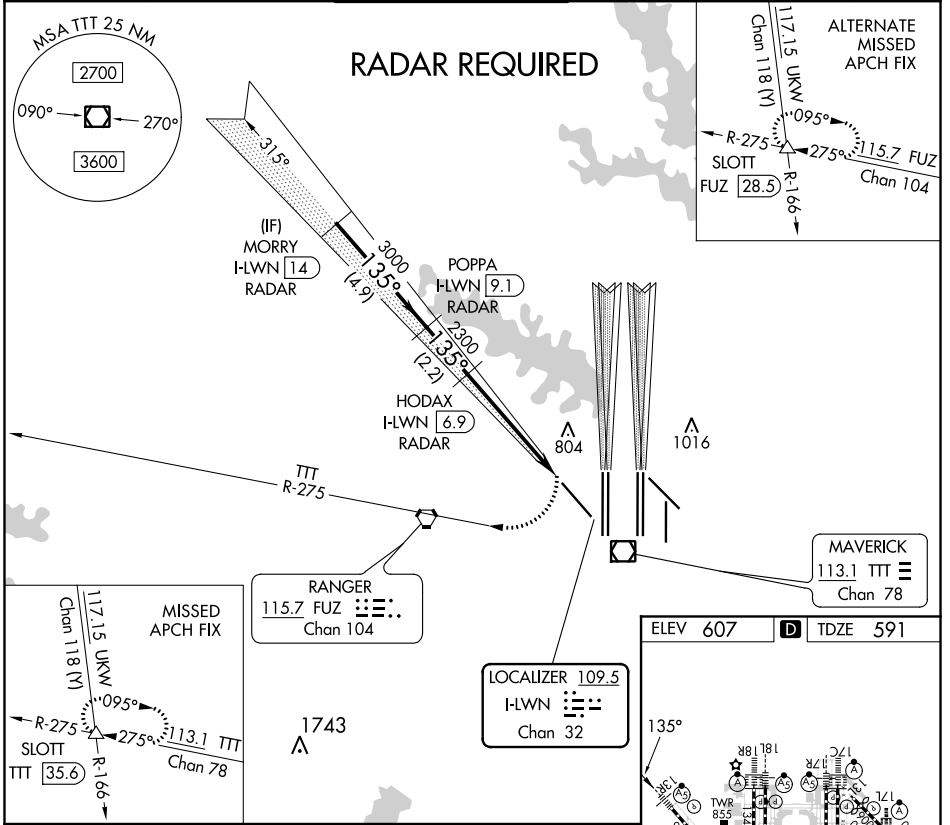 MSA TTT 25 NM
2700
090°
270°
3600
RADAR REQUIRED
ALTERNATE
MISSED
APCH FIX
117.15 UKW
Chan 118 (Y)
095°
R-275
275°
115.7 FUZ
Chan 104
SLOTT
FUZ 28.5
R-166
315°
(IF)
MORRY
I-LWN 14
RADAR
3000
135°
(4.9)
POPPA
I-LWN 9.1
RADAR
2300
135°
(2.2)
HODAX
I-LWN 6.9
RADAR
804
1016
TTT
R-275
RANGER
115.7 FUZ
Chan 104
MAVERICK
113.1 TTT
Chan 78
LOCALIZER 109.5
I-LWN
Chan 32
MISSED
APCH FIX
117.15 UKW
Chan 118 (Y)
095°
R-275
275°
113.1 TTT
Chan 78
SLOTT
TTT 35.6
R-166
1743
ELEV 607
D
TDZE 591
135°
18R
18L
17R
17C
17L
13R
A
A5
A5
A
A5
P
P
P
TWR
855